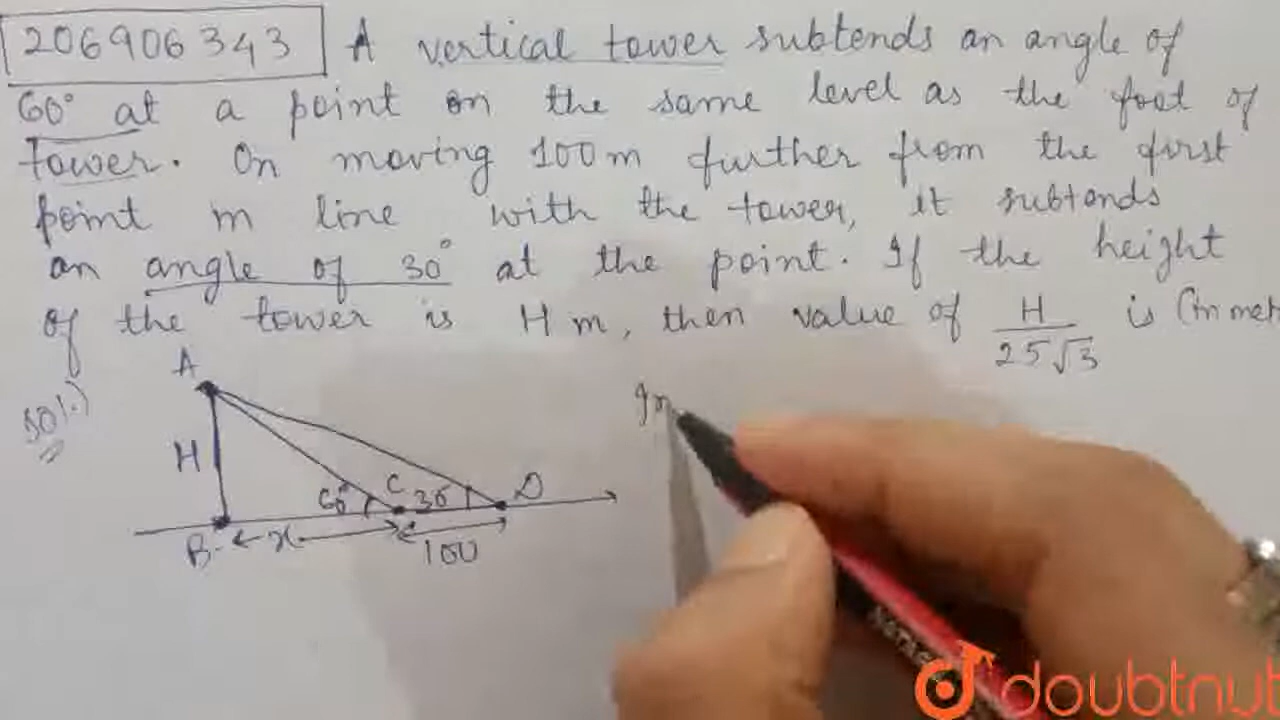 206906343 A vertical tower subtends an angle of
60° at a point on the same level as the foot of
tower. On moving 100m further from the first
point in line with the tower, it subtends
an angle of 30° at the point. If the height
of the tower is H m, then value of H/25√3 is (in met
Sol.)
A
H
60° C 30° D
B x
100
In
doubtnut